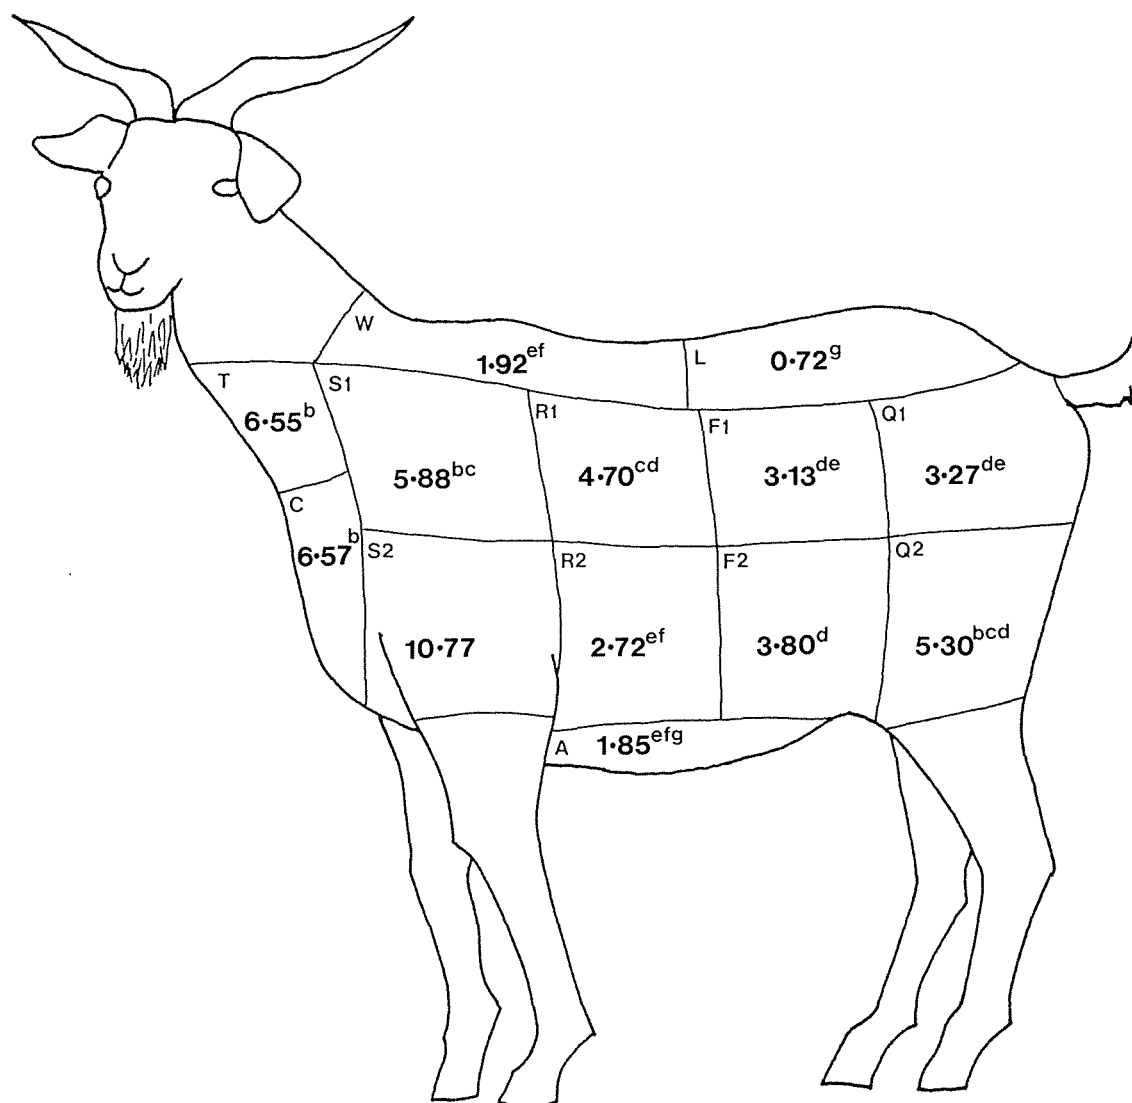 W
1·92ef
L
0·72g
T
6·55b
S1
5·88bc
R1
4·70cd
F1
3·13de
Q1
3·27de
C
6·57b
S2
10·77
R2
2·72ef
F2
3·80d
Q2
5·30bcd
A
1·85efg